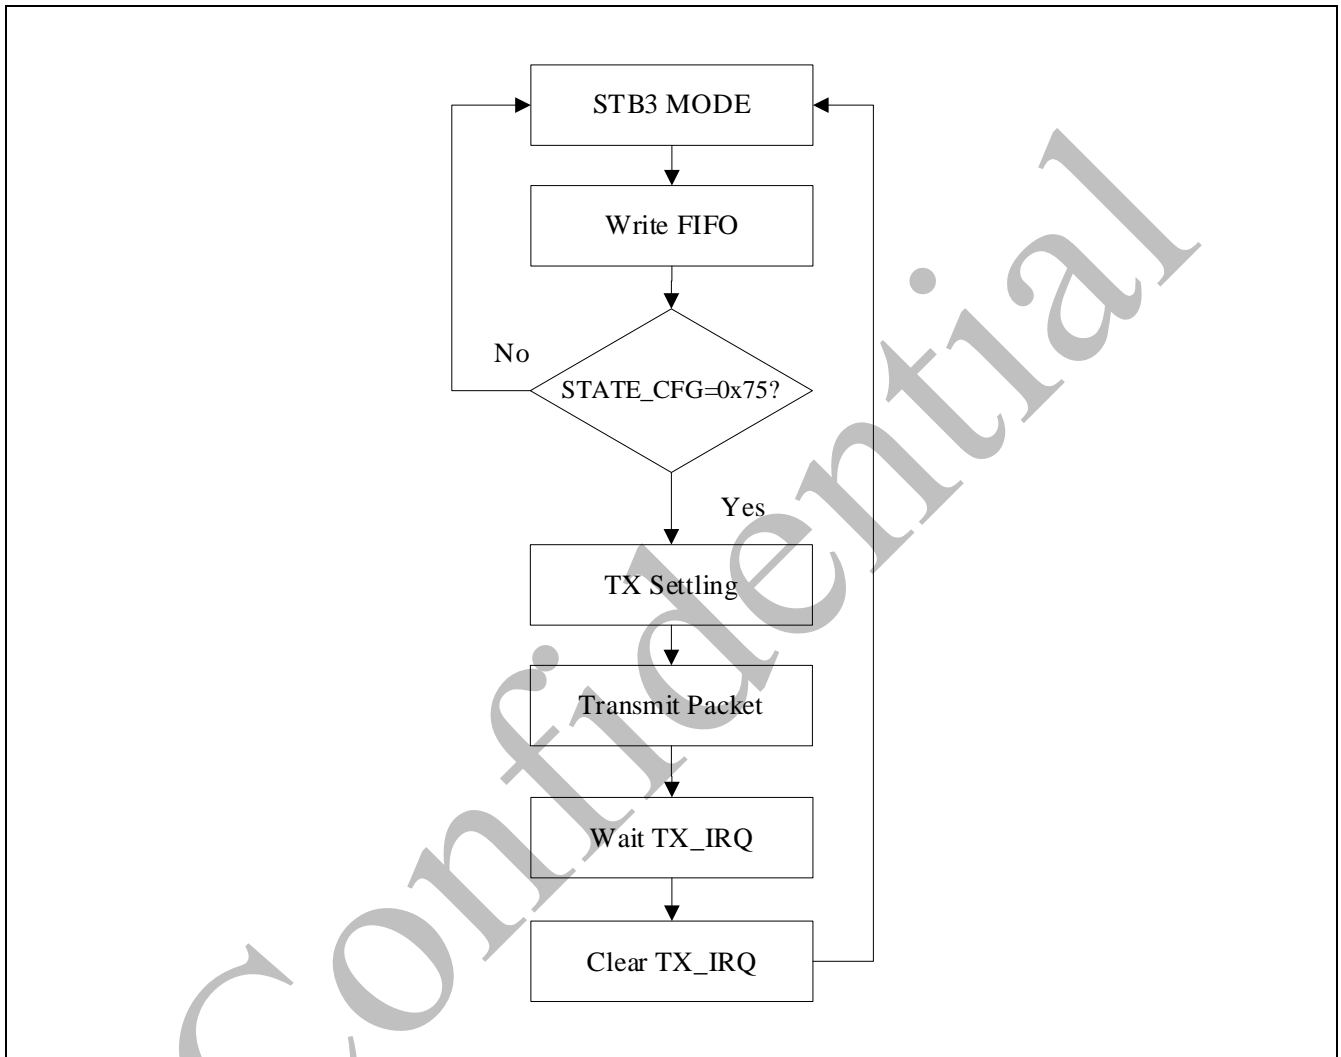 STB3 MODE
Write FIFO
No
STATE_CFG=0x75?
Yes
TX Settling
Transmit Packet
Wait TX_IRQ
Clear TX_IRQ
Confidential